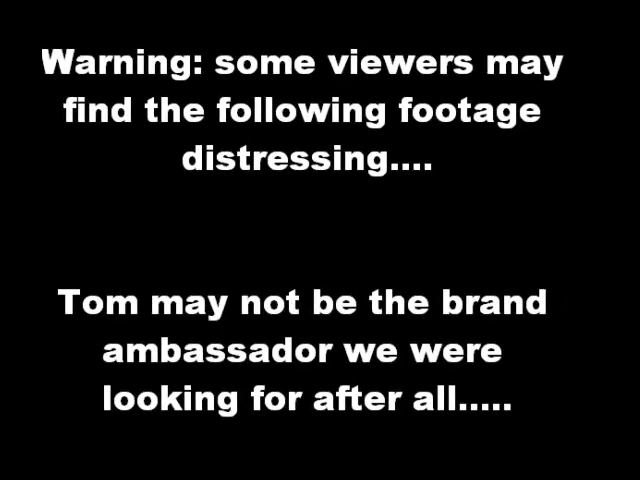 Warning: some viewers may
find the following footage
distressing....
Tom may not be the brand
ambassador we were
looking for after all.....